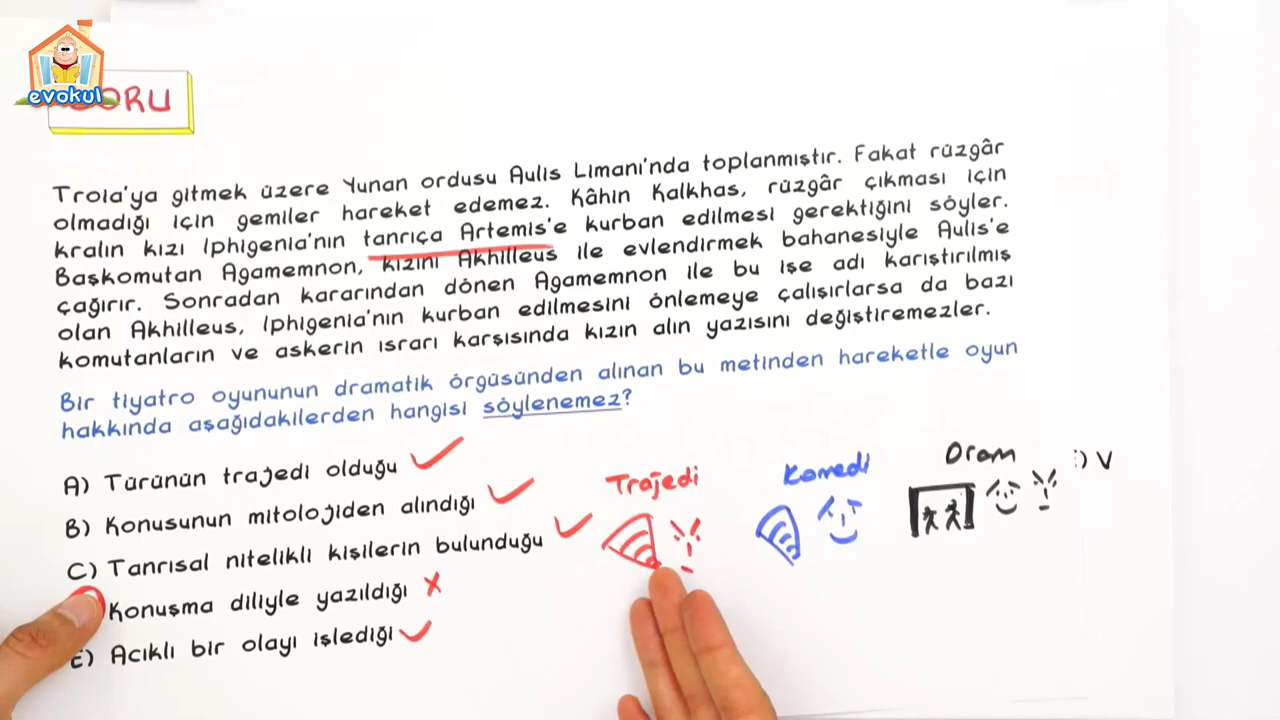 evokul
SORU
Troia'ya gitmek üzere Yunan ordusu Aulis Limanı'nda toplanmıştır. Fakat rüzgâr
olmadığı için gemiler hareket edemez. Kâhin Kalkhas, rüzgâr çıkması için
kralın kızı Iphigenia'nın tanrıça Artemis'e kurban edilmesi gerektiğini söyler.
Başkomutan Agamemnon, kızını Akhilleus ile evlendirmek bahanesiyle Aulis'e
çağırır. Sonradan kararından dönen Agamemnon ile bu işe adı karıştırılmış
olan Akhilleus, Iphigenia'nın kurban edilmesini önlemeye çalışırlarsa da bazı
komutanların ve askerin ısrarı karşısında kızın alın yazısını değiştiremezler.
Bir tiyatro oyununun dramatik örgüsünden alınan bu metinden hareketle oyun
hakkında aşağıdakilerden hangisi söylenemez?
A) Türünün trajedi olduğu
B) Konusunun mitolojiden alındığı
C) Tanrısal nitelikli kişilerin bulunduğu
Konuşma diliyle yazıldığı
E) Acıklı bir olayı işlediği
Trajedi
Komedi
Dram